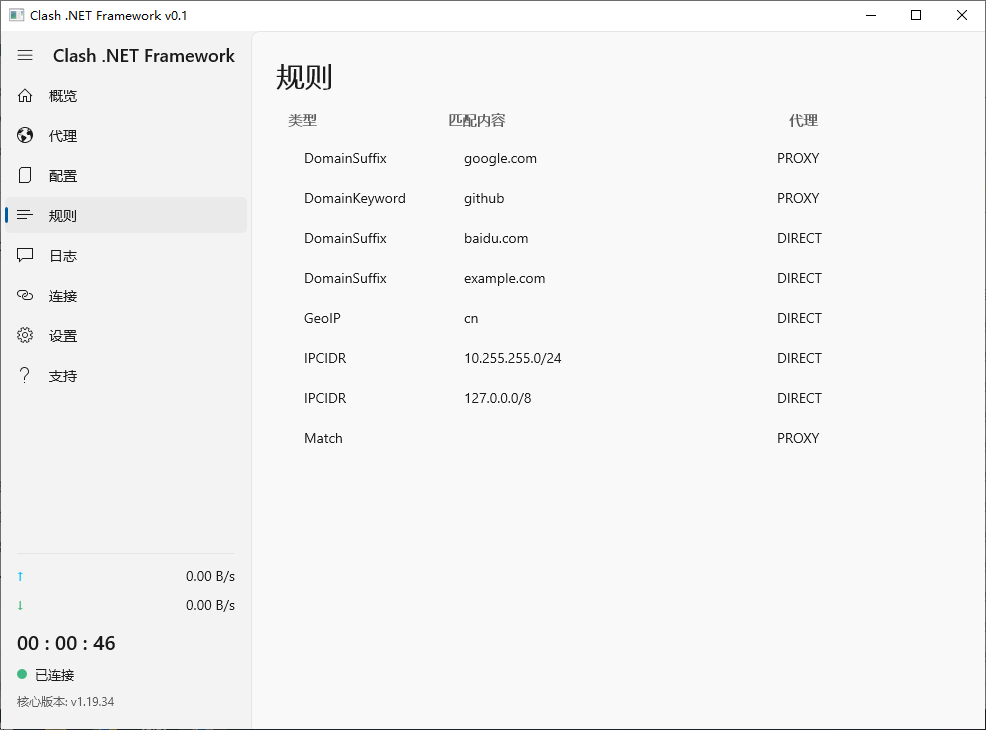 Clash .NET Framework v0.1
Clash .NET Framework
概览
代理
配置
规则
日志
连接
设置
支持
0.00 B/s
0.00 B/s
00 : 00 : 46
已连接
核心版本: v1.19.34
规则
类型 匹配内容 代理
DomainSuffix google.com PROXY
DomainKeyword github PROXY
DomainSuffix baidu.com DIRECT
DomainSuffix example.com DIRECT
GeoIP cn DIRECT
IPCIDR 10.255.255.0/24 DIRECT
IPCIDR 127.0.0.0/8 DIRECT
Match PROXY